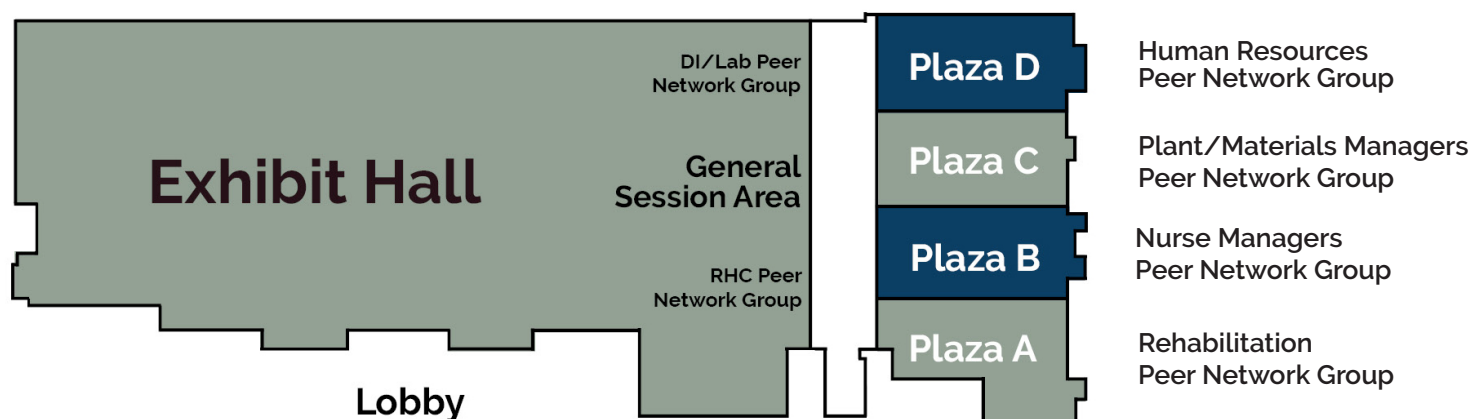 DI/Lab Peer
Network Group
Exhibit Hall
General
Session Area
RHC Peer
Network Group
Lobby
Plaza D
Human Resources
Peer Network Group
Plaza C
Plant/Materials Managers
Peer Network Group
Plaza B
Nurse Managers
Peer Network Group
Plaza A
Rehabilitation
Peer Network Group